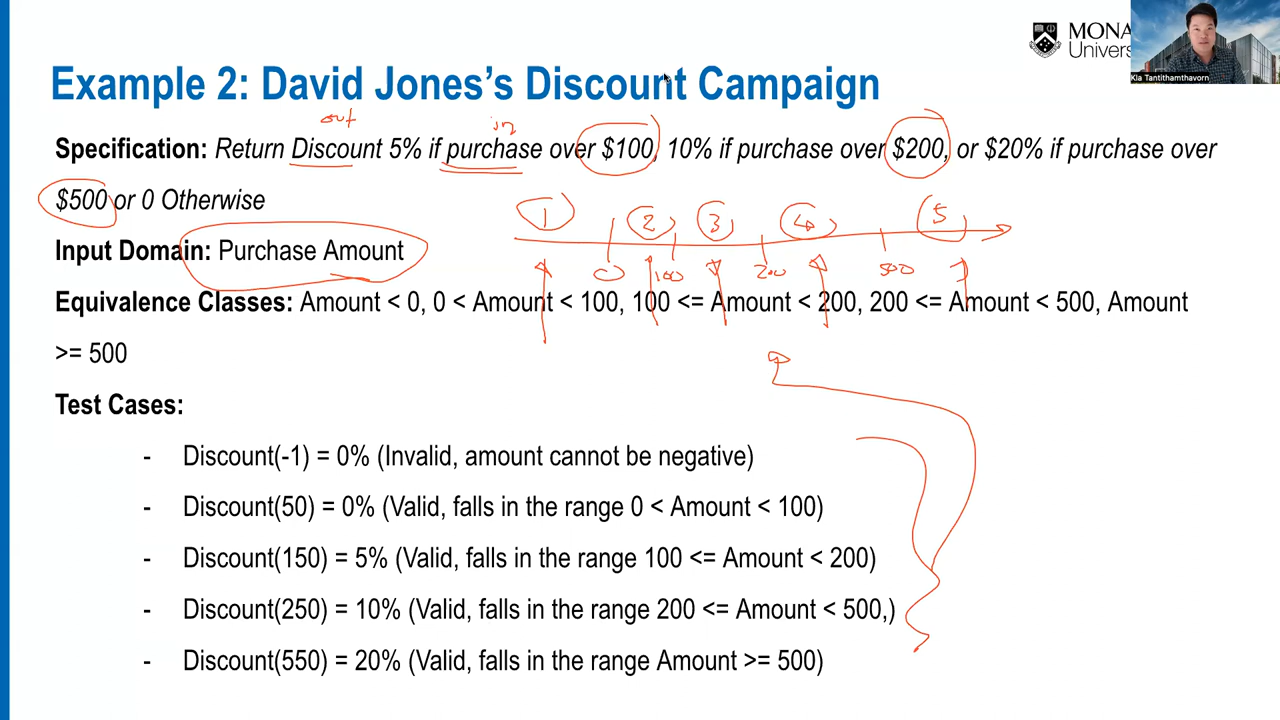 MONA
Univers
Kla Tantithamthavorn
Example 2: David Jones's Discount Campaign
out
in
Specification: Return Discount 5% if purchase over $100, 10% if purchase over $200, or $20% if purchase over
$500 or 0 Otherwise
1 2 3 4 5
Input Domain: Purchase Amount
0 100 200 500
Equivalence Classes: Amount < 0, 0 < Amount < 100, 100 <= Amount < 200, 200 <= Amount < 500, Amount
>= 500
Test Cases:
- Discount(-1) = 0% (Invalid, amount cannot be negative)
- Discount(50) = 0% (Valid, falls in the range 0 < Amount < 100)
- Discount(150) = 5% (Valid, falls in the range 100 <= Amount < 200)
- Discount(250) = 10% (Valid, falls in the range 200 <= Amount < 500,)
- Discount(550) = 20% (Valid, falls in the range Amount >= 500)